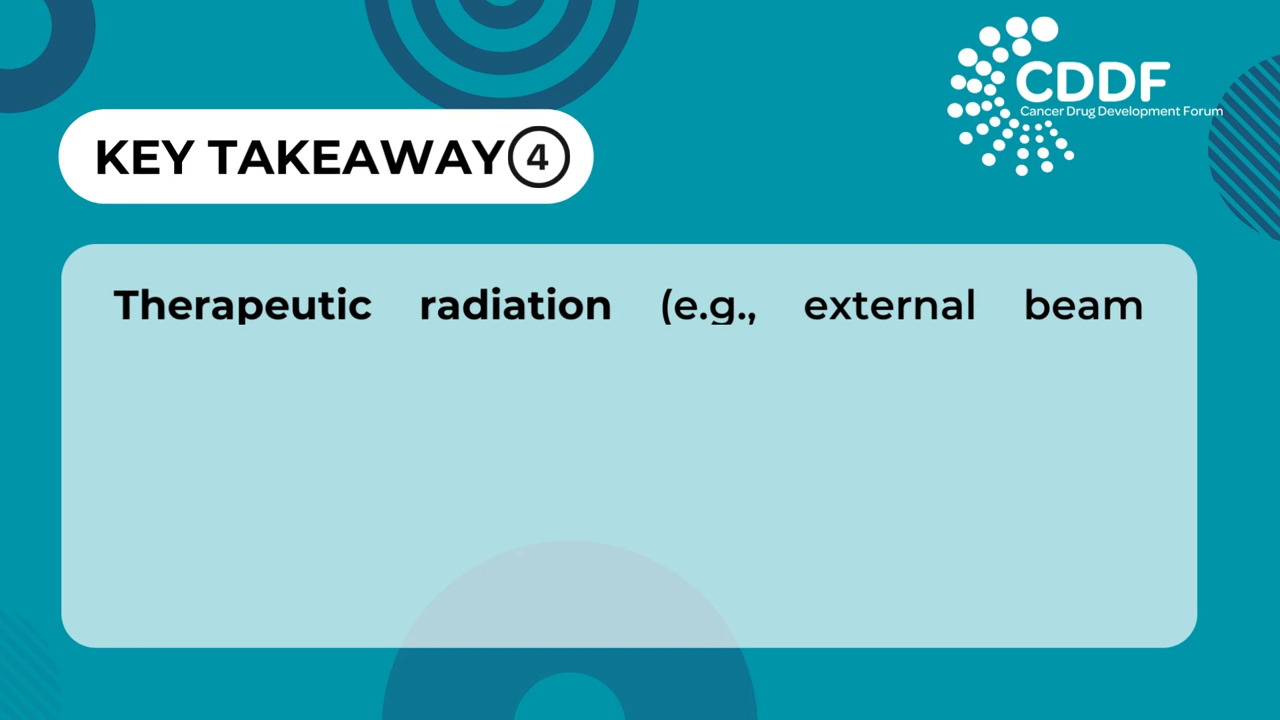 CDDF
Cancer Drug Development Forum
KEY TAKEAWAY 4
Therapeutic radiation (e.g., external beam